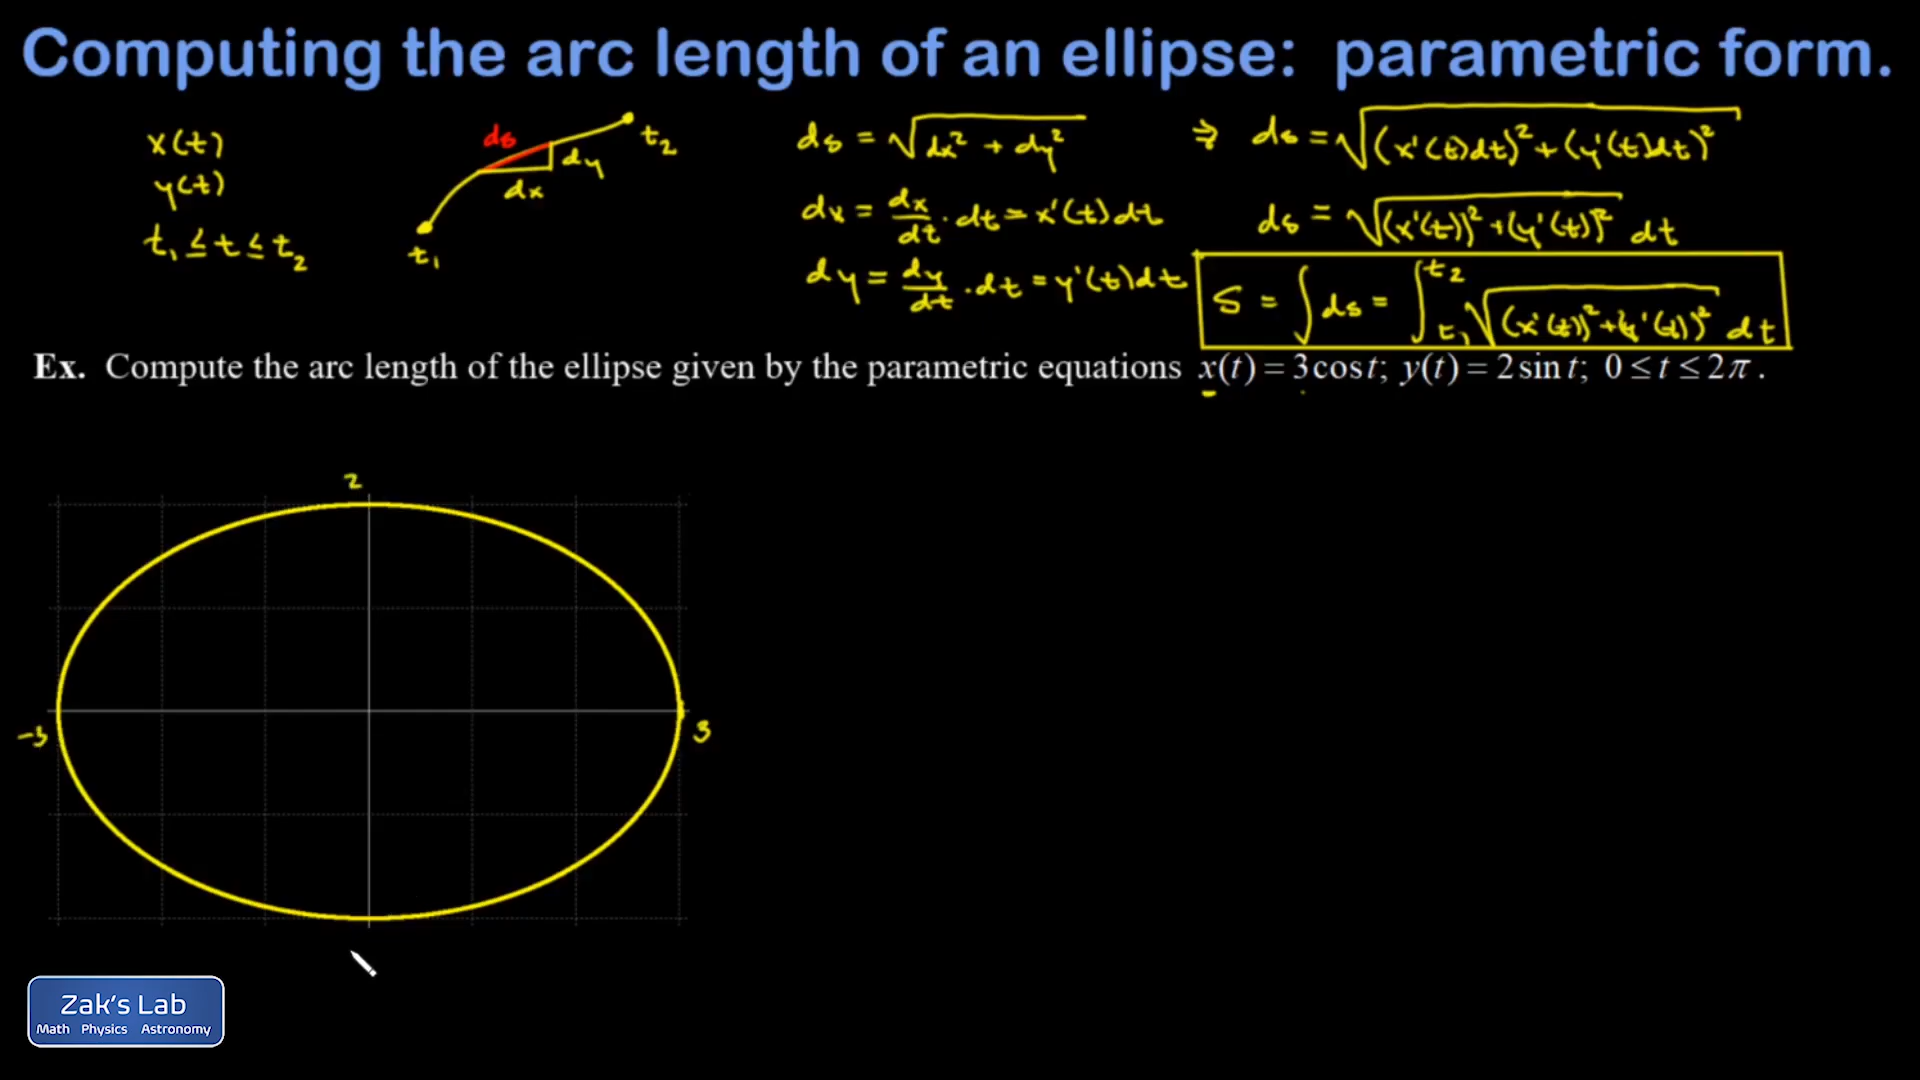 Computing the arc length of an ellipse: parametric form.
x(t)
y(t)
t₁ ≤ t ≤ t₂
ds
dy
dx
t₁
t₂
ds = √(dx² + dy²)
dx = dx/dt · dt = x'(t)dt
dy = dy/dt · dt = y'(t)dt
⇒ ds = √((x'(t)dt)² + (y'(t)dt)²)
ds = √((x'(t))² + (y'(t))²) dt
S = ∫ds = ∫_{t₁}^{t₂} √((x'(t))² + (y'(t))²) dt
Ex. Compute the arc length of the ellipse given by the parametric equations x(t) = 3cos t; y(t) = 2sin t; 0 ≤ t ≤ 2π.
2
-3
3
Zak's Lab
Math Physics Astronomy